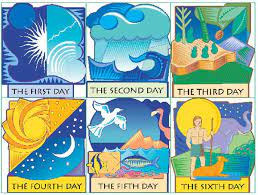 THE FIRST DAY
THE SECOND DAY
THE THIRD DAY
THE FOURTH DAY
THE FIFTH DAY
THE SIXTH DAY